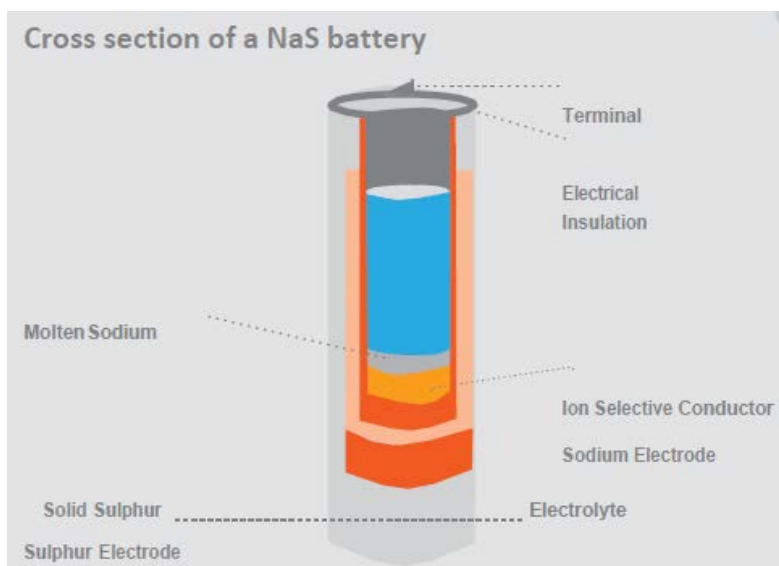 Cross section of a NaS battery
Terminal
Electrical
Insulation
Molten Sodium
Ion Selective Conductor
Sodium Electrode
Solid Sulphur
Electrolyte
Sulphur Electrode